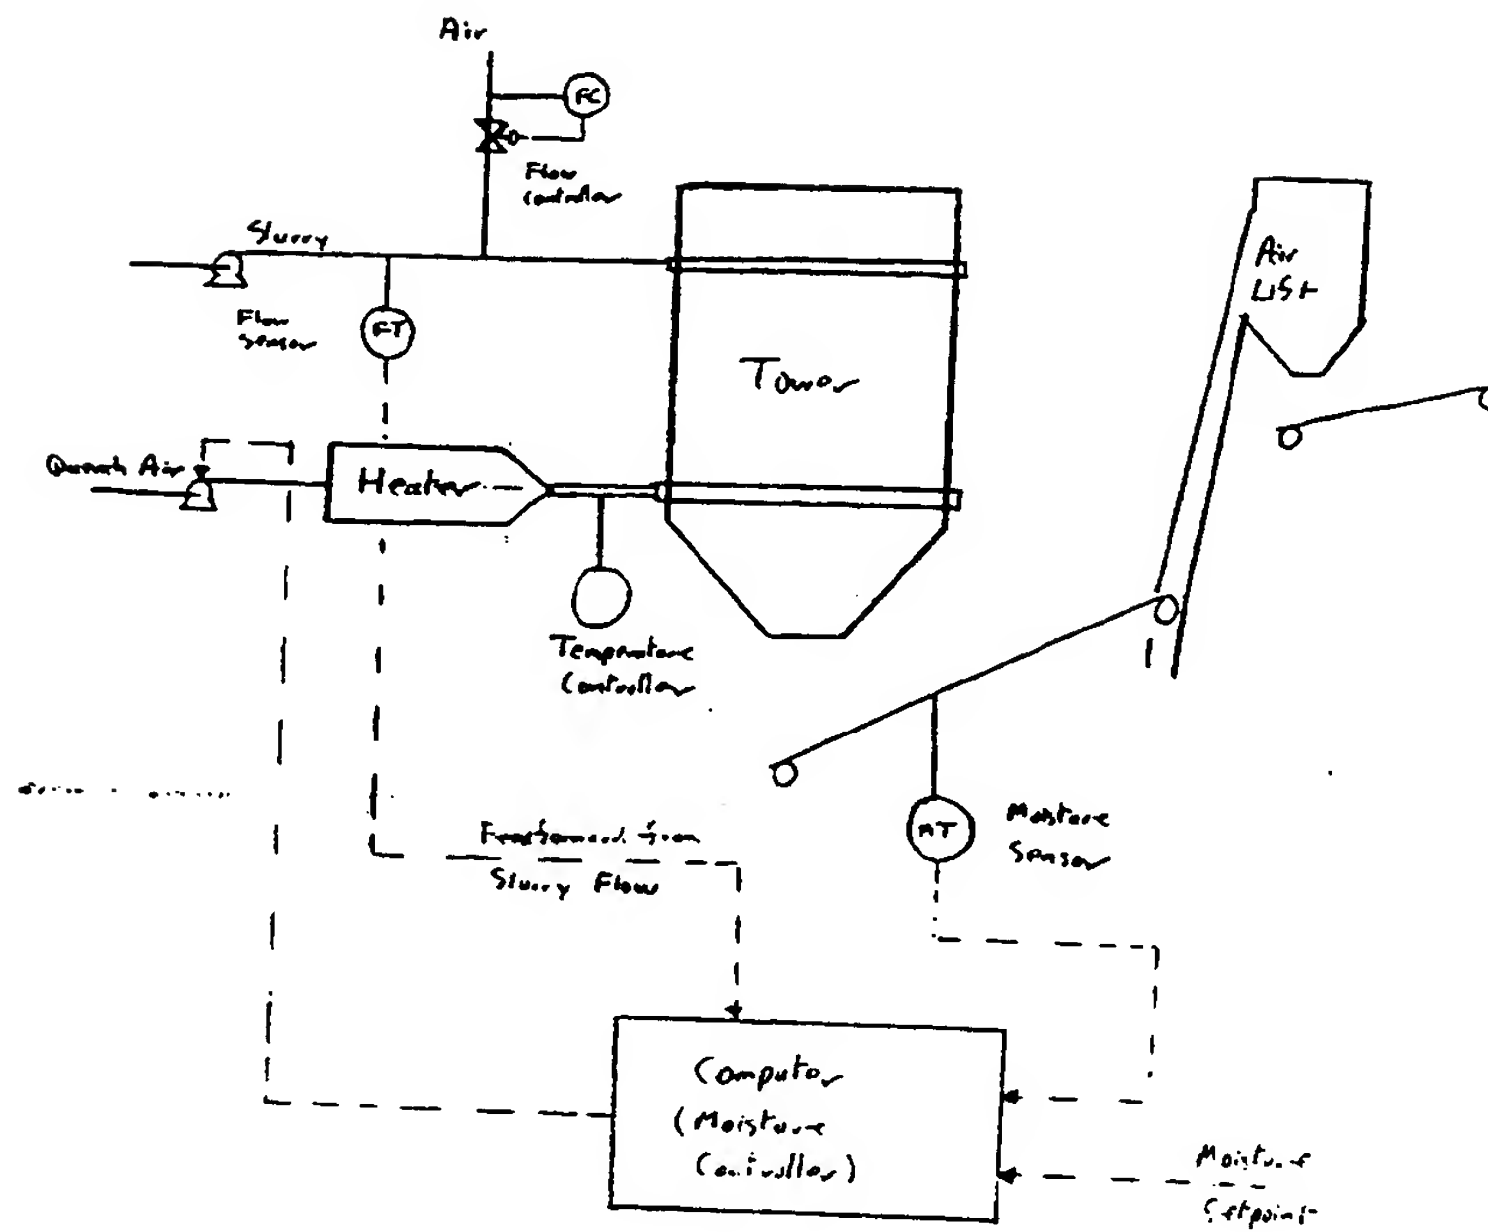 Air
FC
Flow
Controller
Slurry
Flow
Sensor
FT
Air
Lift
Tower
Quench Air
Heater
Temperature
Controller
MT
Moisture
Sensor
Feedforward from
Slurry Flow
Computer
(Moisture
Controller)
Moisture
Setpoint